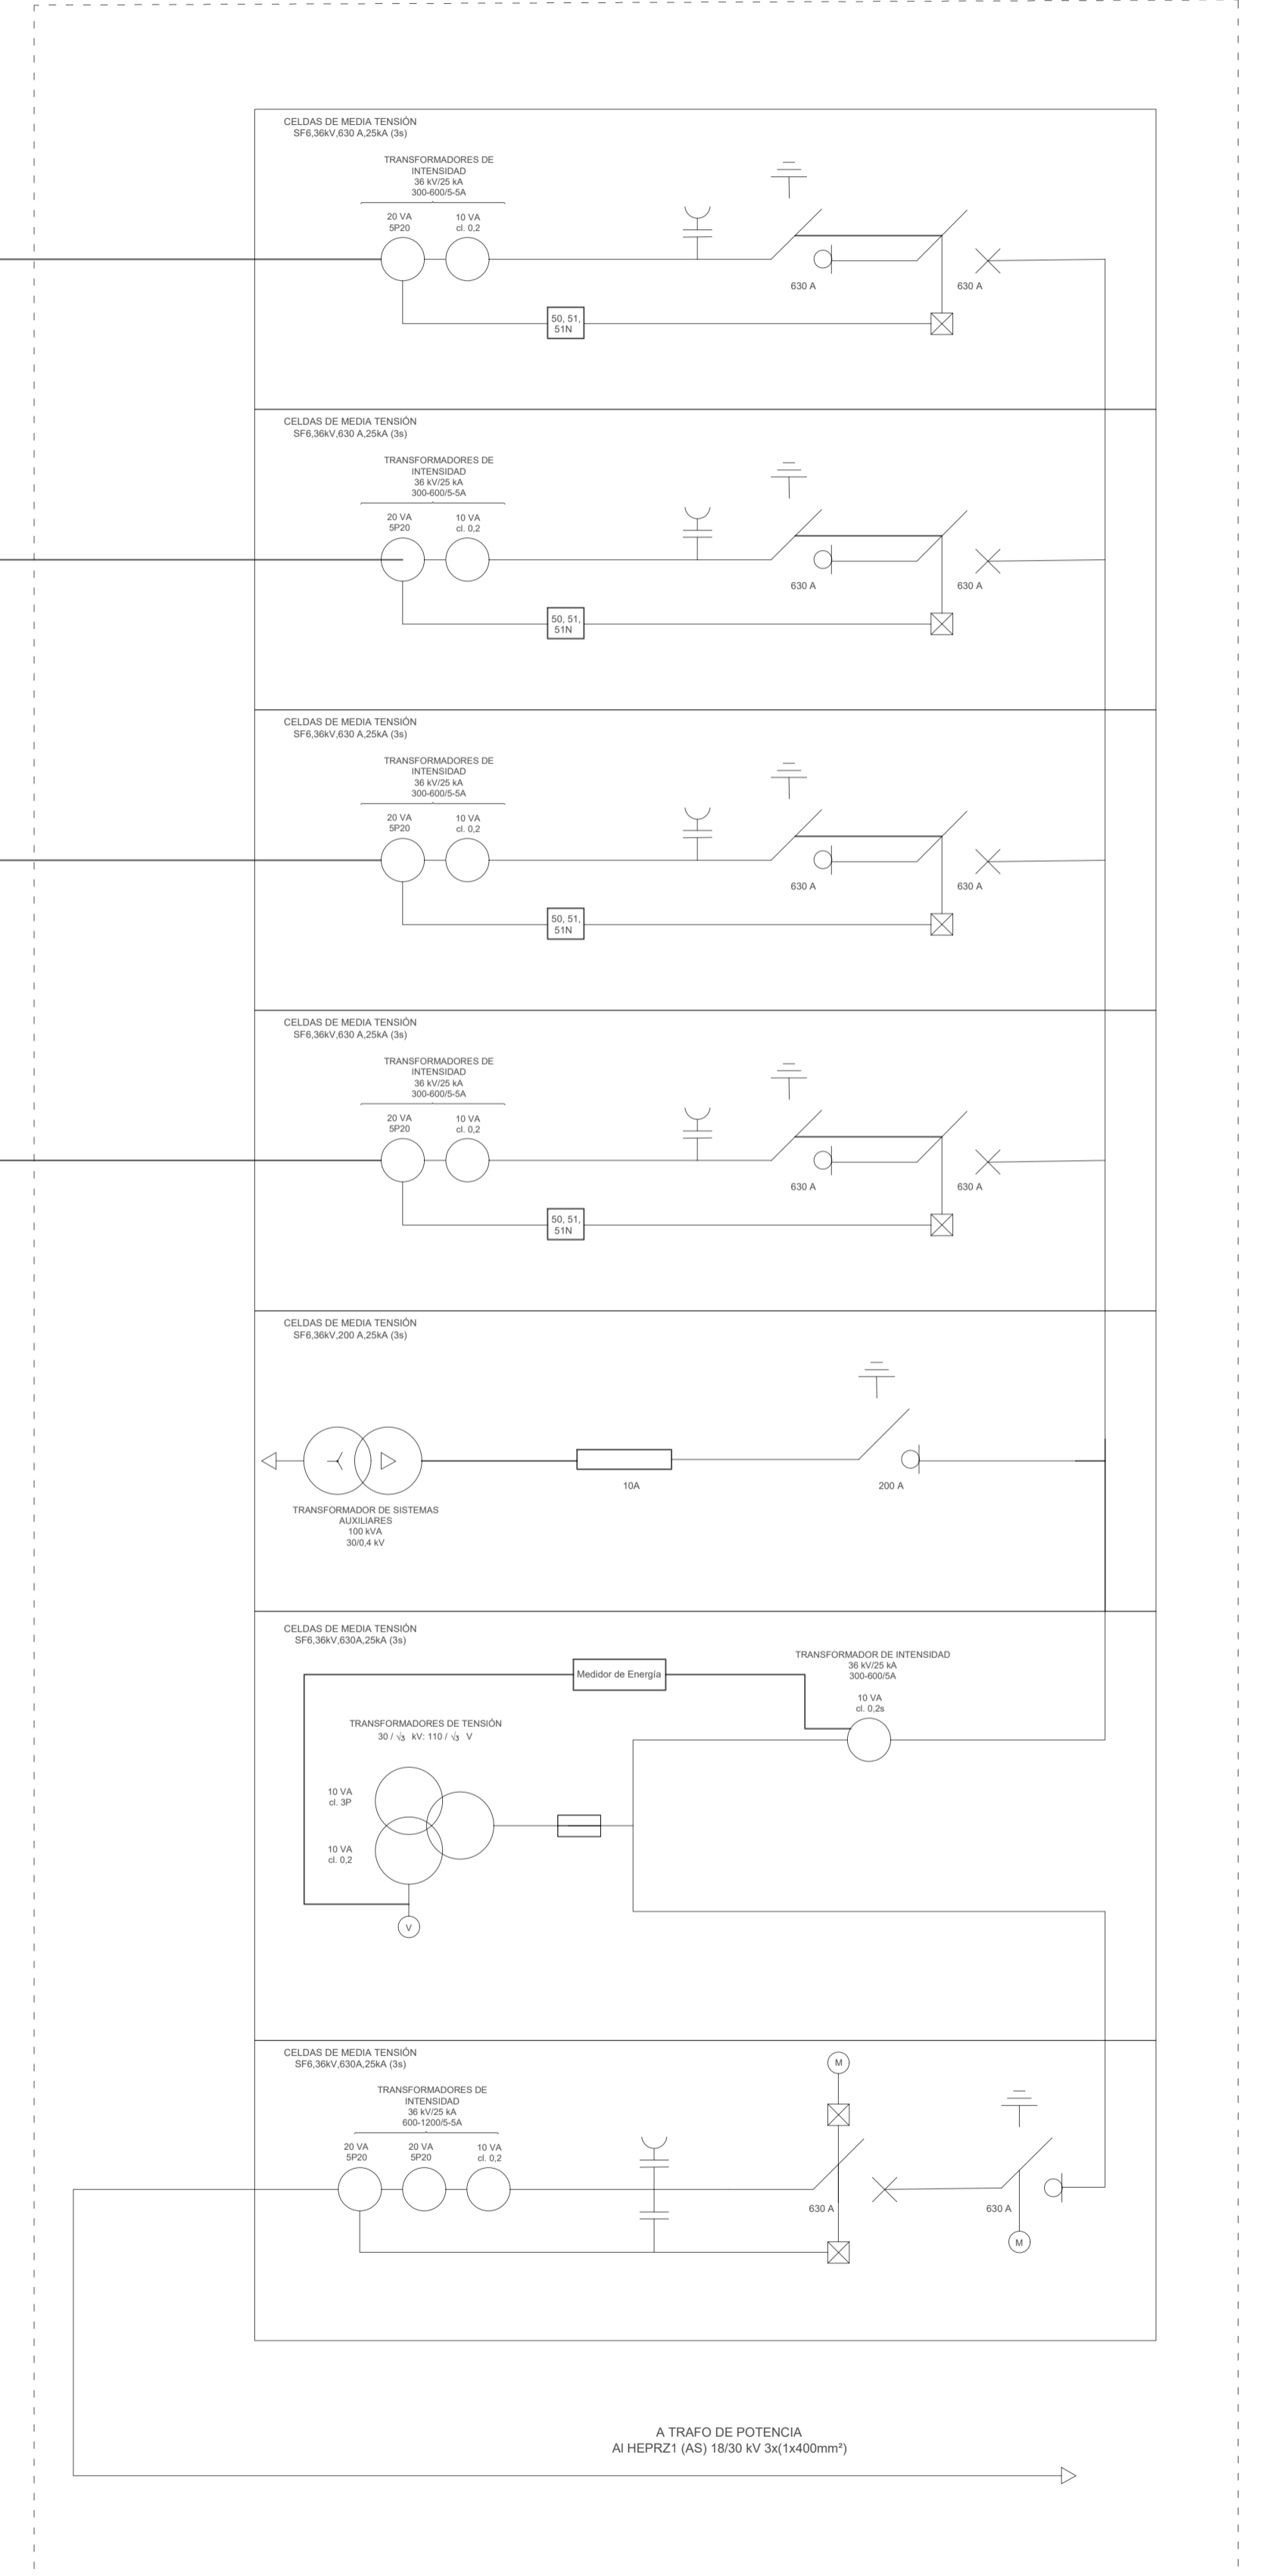 CELDAS DE MEDIA TENSIÓN
SF6,36kV,630 A,25kA (3s)
TRANSFORMADORES DE
INTENSIDAD
36 kV/25 kA
300-600/5-5A
20 VA 10 VA
5P20 cl. 0,2
630 A 630 A
50, 51,
51N
CELDAS DE MEDIA TENSIÓN
SF6,36kV,630 A,25kA (3s)
TRANSFORMADORES DE
INTENSIDAD
36 kV/25 kA
300-600/5-5A
20 VA 10 VA
5P20 cl. 0,2
630 A 630 A
50, 51,
51N
CELDAS DE MEDIA TENSIÓN
SF6,36kV,630 A,25kA (3s)
TRANSFORMADORES DE
INTENSIDAD
36 kV/25 kA
300-600/5-5A
20 VA 10 VA
5P20 cl. 0,2
630 A 630 A
50, 51,
51N
CELDAS DE MEDIA TENSIÓN
SF6,36kV,630 A,25kA (3s)
TRANSFORMADORES DE
INTENSIDAD
36 kV/25 kA
300-600/5-5A
20 VA 10 VA
5P20 cl. 0,2
630 A 630 A
50, 51,
51N
CELDAS DE MEDIA TENSIÓN
SF6,36kV,200 A,25kA (3s)
10A 200 A
TRANSFORMADOR DE SISTEMAS
AUXILIARES
100 kVA
30/0,4 kV
CELDAS DE MEDIA TENSIÓN
SF6,36kV,630A,25kA (3s)
TRANSFORMADOR DE INTENSIDAD
36 kV/25 kA
300-600/5A
Medidor de Energía
10 VA
cl. 0,2s
TRANSFORMADORES DE TENSIÓN
30 / √3 kV: 110 / √3 V
10 VA
cl. 3P
10 VA
cl. 0,2
V
CELDAS DE MEDIA TENSIÓN
SF6,36kV,630A,25kA (3s)
M
TRANSFORMADORES DE
INTENSIDAD
36 kV/25 kA
600-1200/5-5A
20 VA 20 VA 10 VA
5P20 5P20 cl. 0,2
630 A 630 A
M
A TRAFO DE POTENCIA
Al HEPRZ1 (AS) 18/30 kV 3x(1x400mm²)